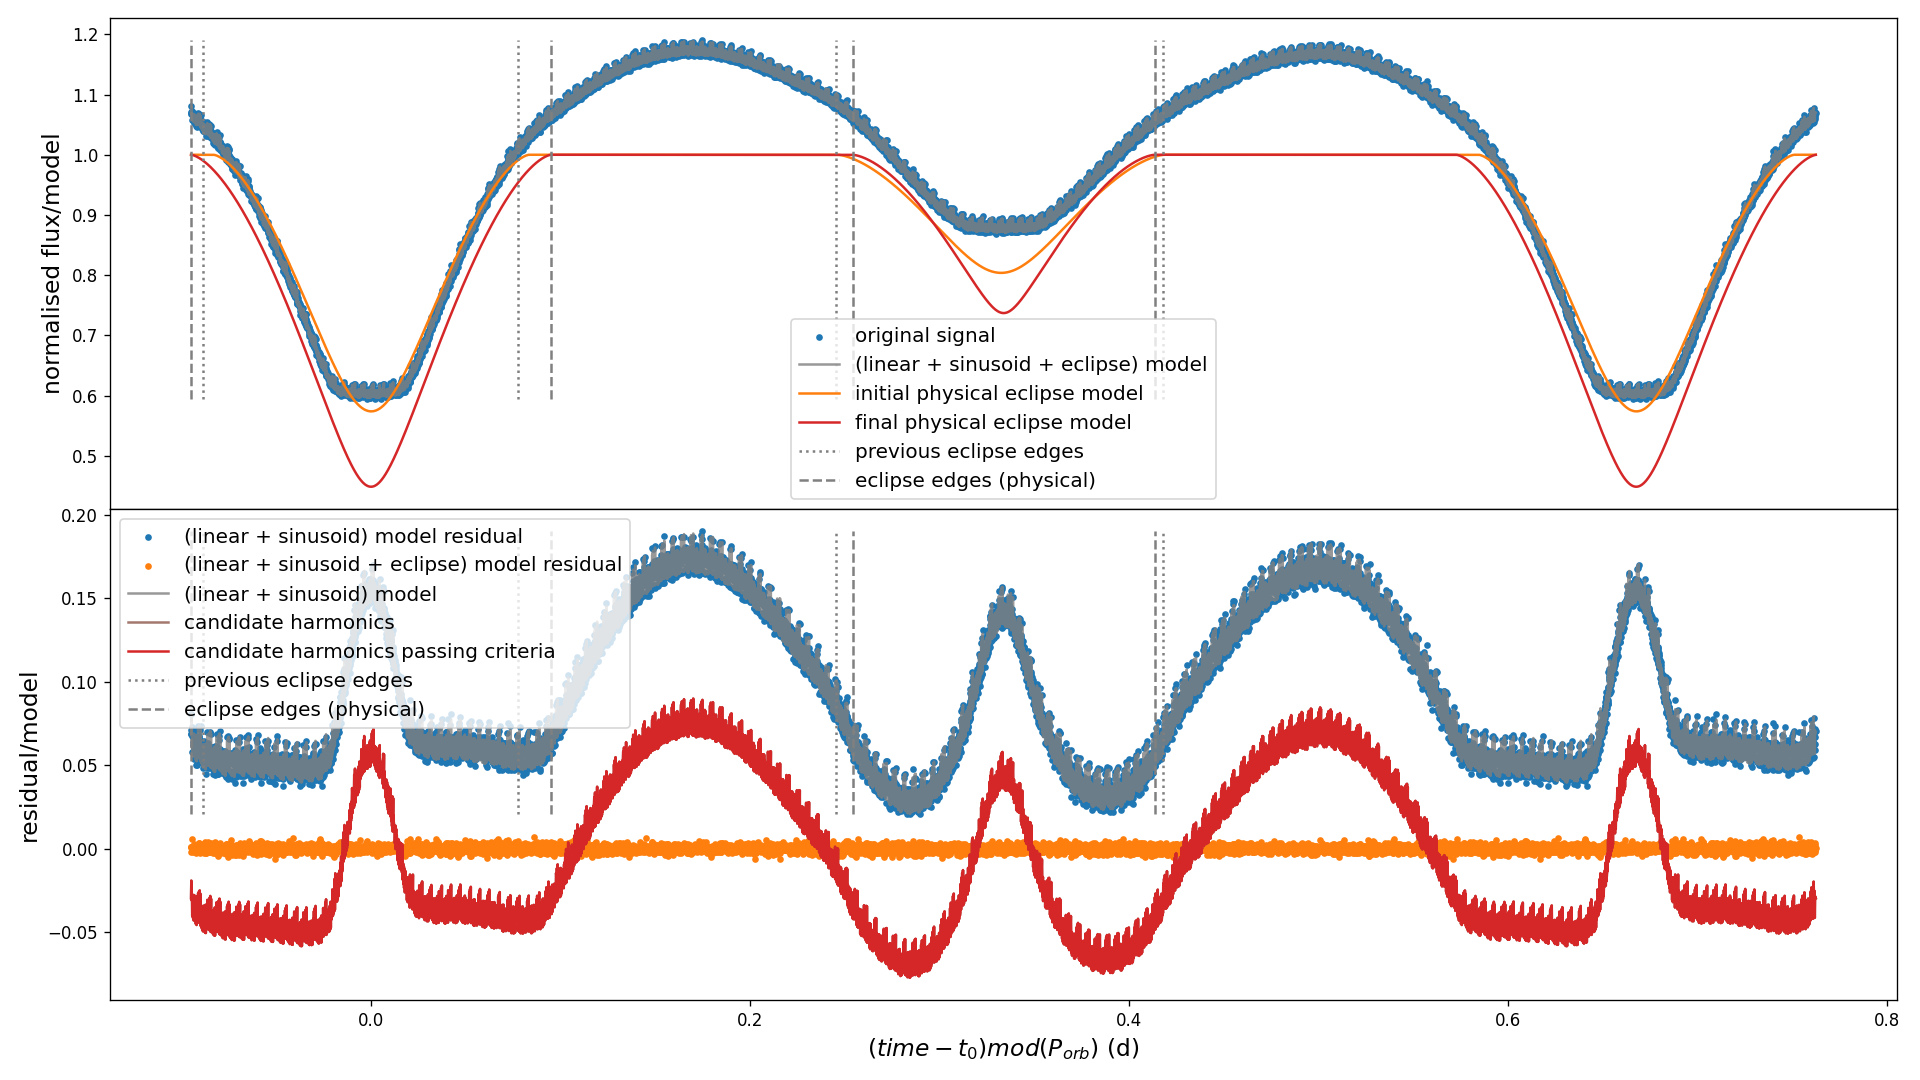 normalised flux/model
1.2
1.1
1.0
0.9
0.8
0.7
0.6
0.5
original signal
(linear + sinusoid + eclipse) model
initial physical eclipse model
final physical eclipse model
previous eclipse edges
eclipse edges (physical)
residual/model
0.20
0.15
0.10
0.05
0.00
−0.05
(linear + sinusoid) model residual
(linear + sinusoid + eclipse) model residual
(linear + sinusoid) model
candidate harmonics
candidate harmonics passing criteria
previous eclipse edges
eclipse edges (physical)
0.0 0.2 0.4 0.6 0.8
(time − t₀)mod(P_orb) (d)